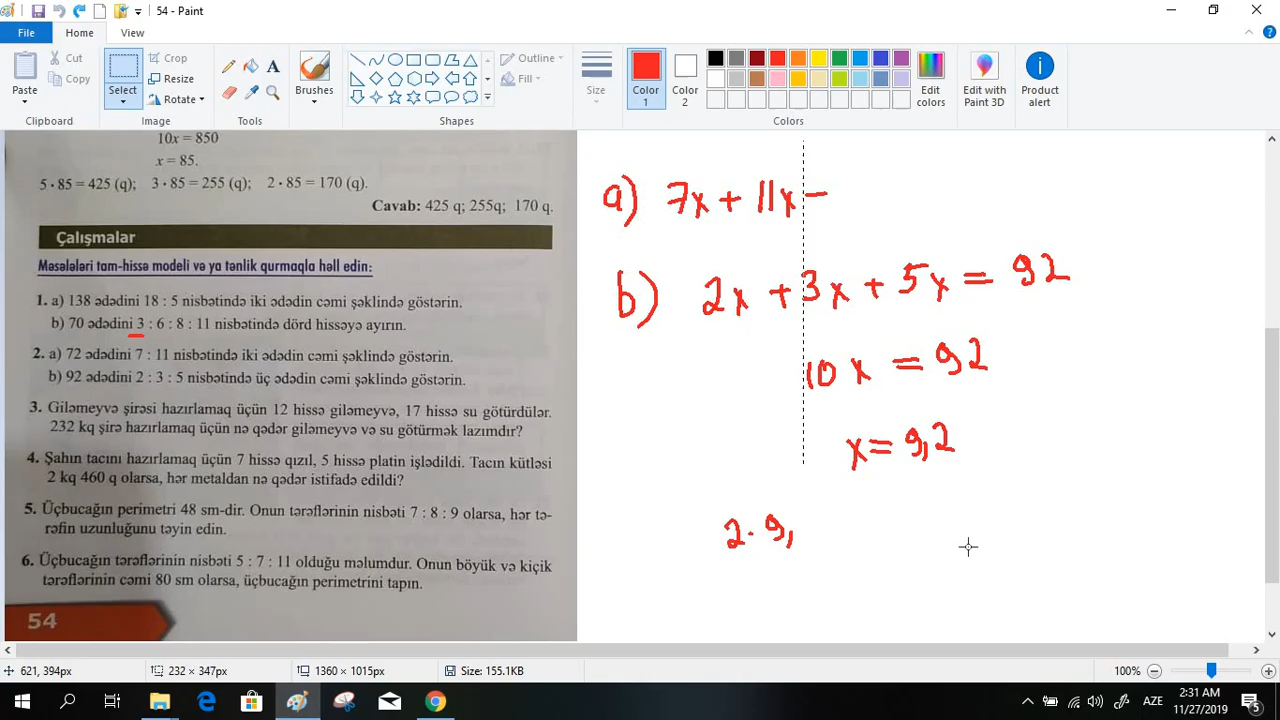 54 - Paint
File Home View
Paste Cut Copy Clipboard
Select Crop Resize Rotate Image
Tools
Brushes
Shapes Outline Fill
Size
Color 1 Color 2 Colors
Edit colors
Edit with Paint 3D
Product alert
10x = 850
x = 85.
5 · 85 = 425 (q); 3 · 85 = 255 (q); 2 · 85 = 170 (q).
Cavab: 425 q; 255q; 170 q.
Çalışmalar
Məsələləri tam-hissə modeli və ya tənlik qurmaqla həll edin:
1. a) 138 ədədini 18 : 5 nisbətində iki ədədin cəmi şəklində göstərin.
b) 70 ədədini 3 : 6 : 8 : 11 nisbətində dörd hissəyə ayırın.
2. a) 72 ədədini 7 : 11 nisbətində iki ədədin cəmi şəklində göstərin.
b) 92 ədədini 2 : 3 : 5 nisbətində üç ədədin cəmi şəklində göstərin.
3. Giləmeyvə şirəsi hazırlamaq üçün 12 hissə giləmeyvə, 17 hissə su götürdülər.
232 kq şirə hazırlamaq üçün nə qədər giləmeyvə və su götürmək lazımdır?
4. Şahın tacını hazırlamaq üçün 7 hissə qızıl, 5 hissə platin işlədildi. Tacın kütləsi
2 kq 460 q olarsa, hər metaldan nə qədər istifadə edildi?
5. Üçbucağın perimetri 48 sm-dir. Onun tərəflərinin nisbəti 7 : 8 : 9 olarsa, hər tə-
rəfin uzunluğunu təyin edin.
6. Üçbucağın tərəflərinin nisbəti 5 : 7 : 11 olduğu məlumdur. Onun böyük və kiçik
tərəflərinin cəmi 80 sm olarsa, üçbucağın perimetrini tapın.
54
a) 7x + 11x =
b) 2x + 3x + 5x = 92
10x = 92
x = 9,2
2 · 9,
621, 394px 232 × 347px 1360 × 1015px Size: 155.1KB 100%
AZE 2:31 AM
11/27/2019 5